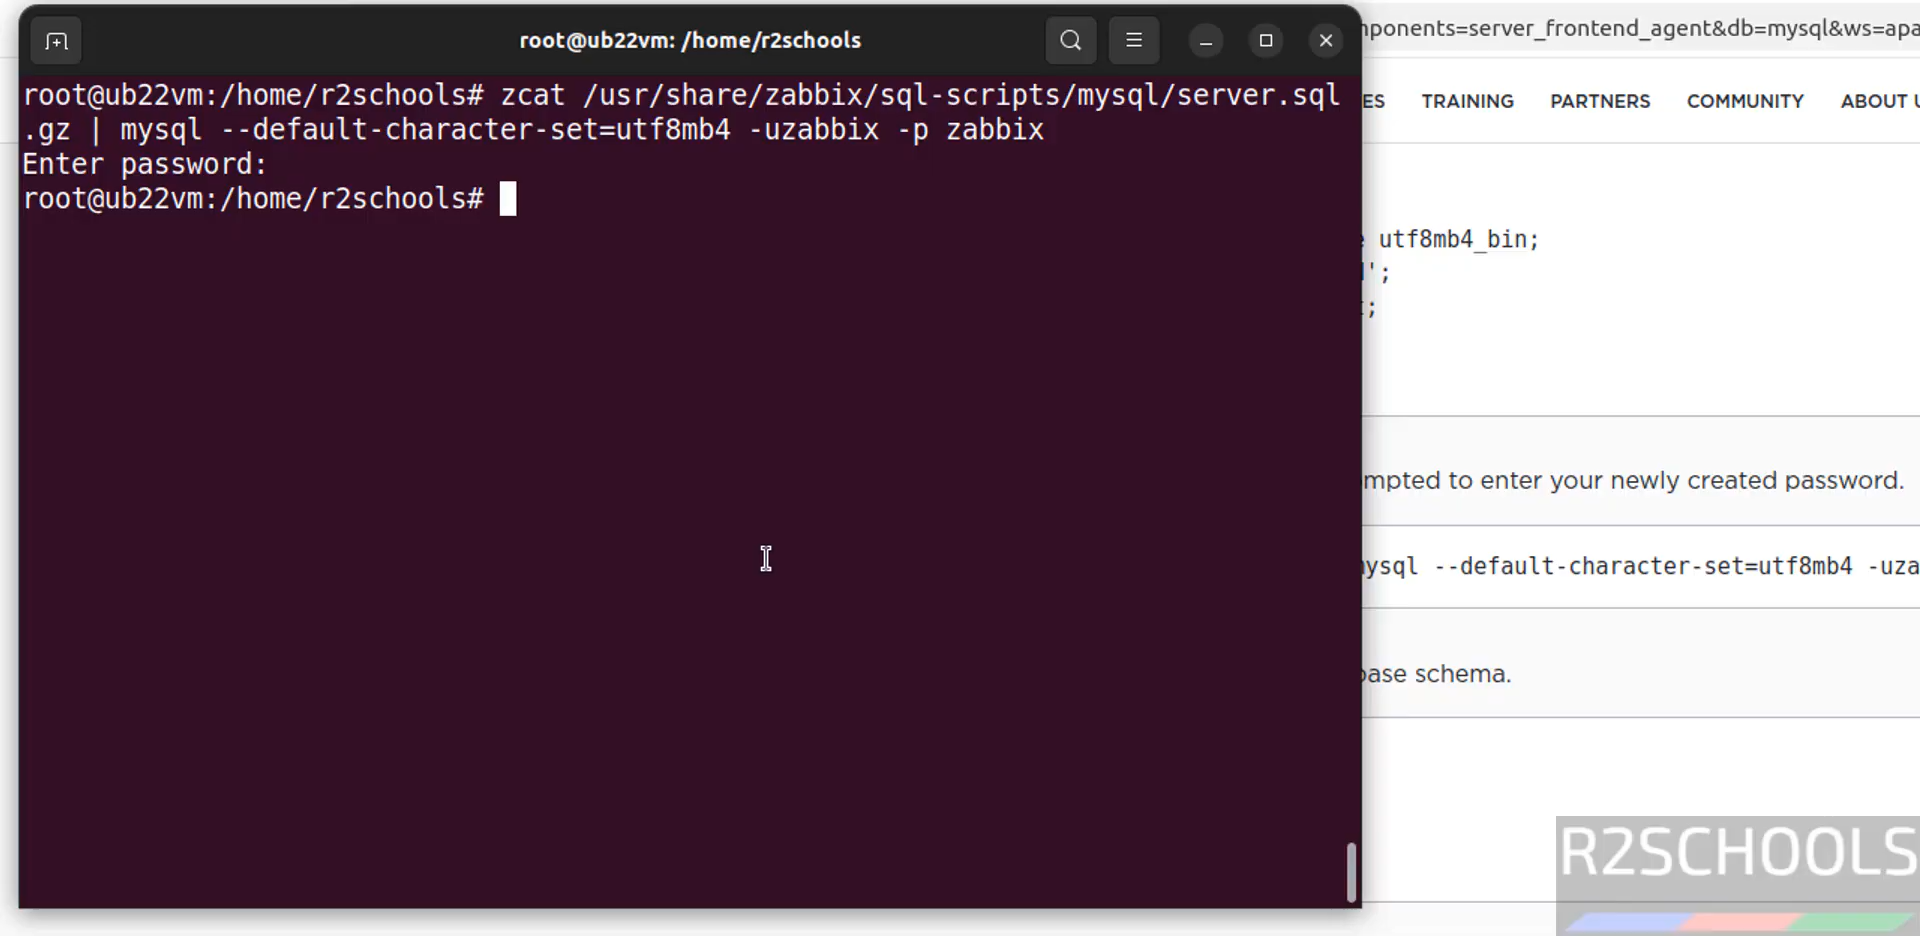 root@ub22vm: /home/r2schools
root@ub22vm:/home/r2schools# zcat /usr/share/zabbix/sql-scripts/mysql/server.sql
.gz | mysql --default-character-set=utf8mb4 -uzabbix -p zabbix
Enter password:
root@ub22vm:/home/r2schools#
ponents=server_frontend_agent&db=mysql&ws=apa
ES TRAINING PARTNERS COMMUNITY ABOUT U
utf8mb4_bin;
';
;
mpted to enter your newly created password.
mysql --default-character-set=utf8mb4 -uza
base schema.
R2SCHOOLS